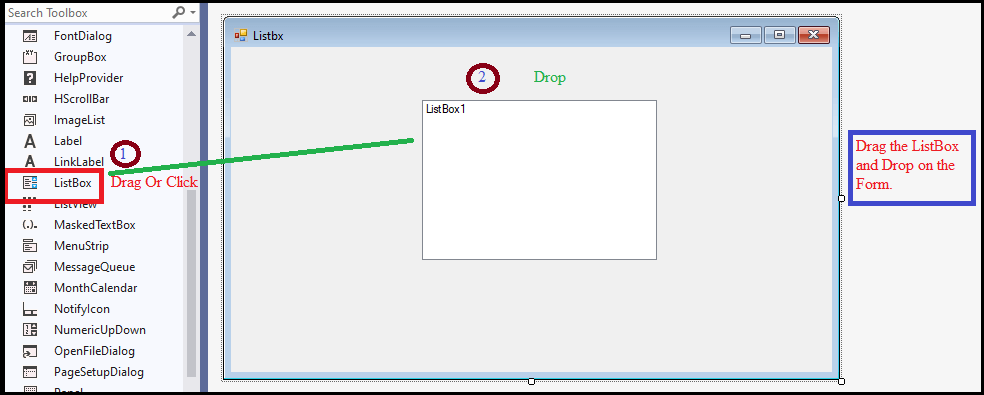 Search Toolbox
FontDialog
GroupBox
HelpProvider
HScrollBar
ImageList
Label
LinkLabel
ListBox
ListView
MaskedTextBox
MenuStrip
MessageQueue
MonthCalendar
NotifyIcon
NumericUpDown
OpenFileDialog
PageSetupDialog
Panel
1
Drag Or Click
Listbx
2 Drop
ListBox1
Drag the ListBox
and Drop on the
Form.